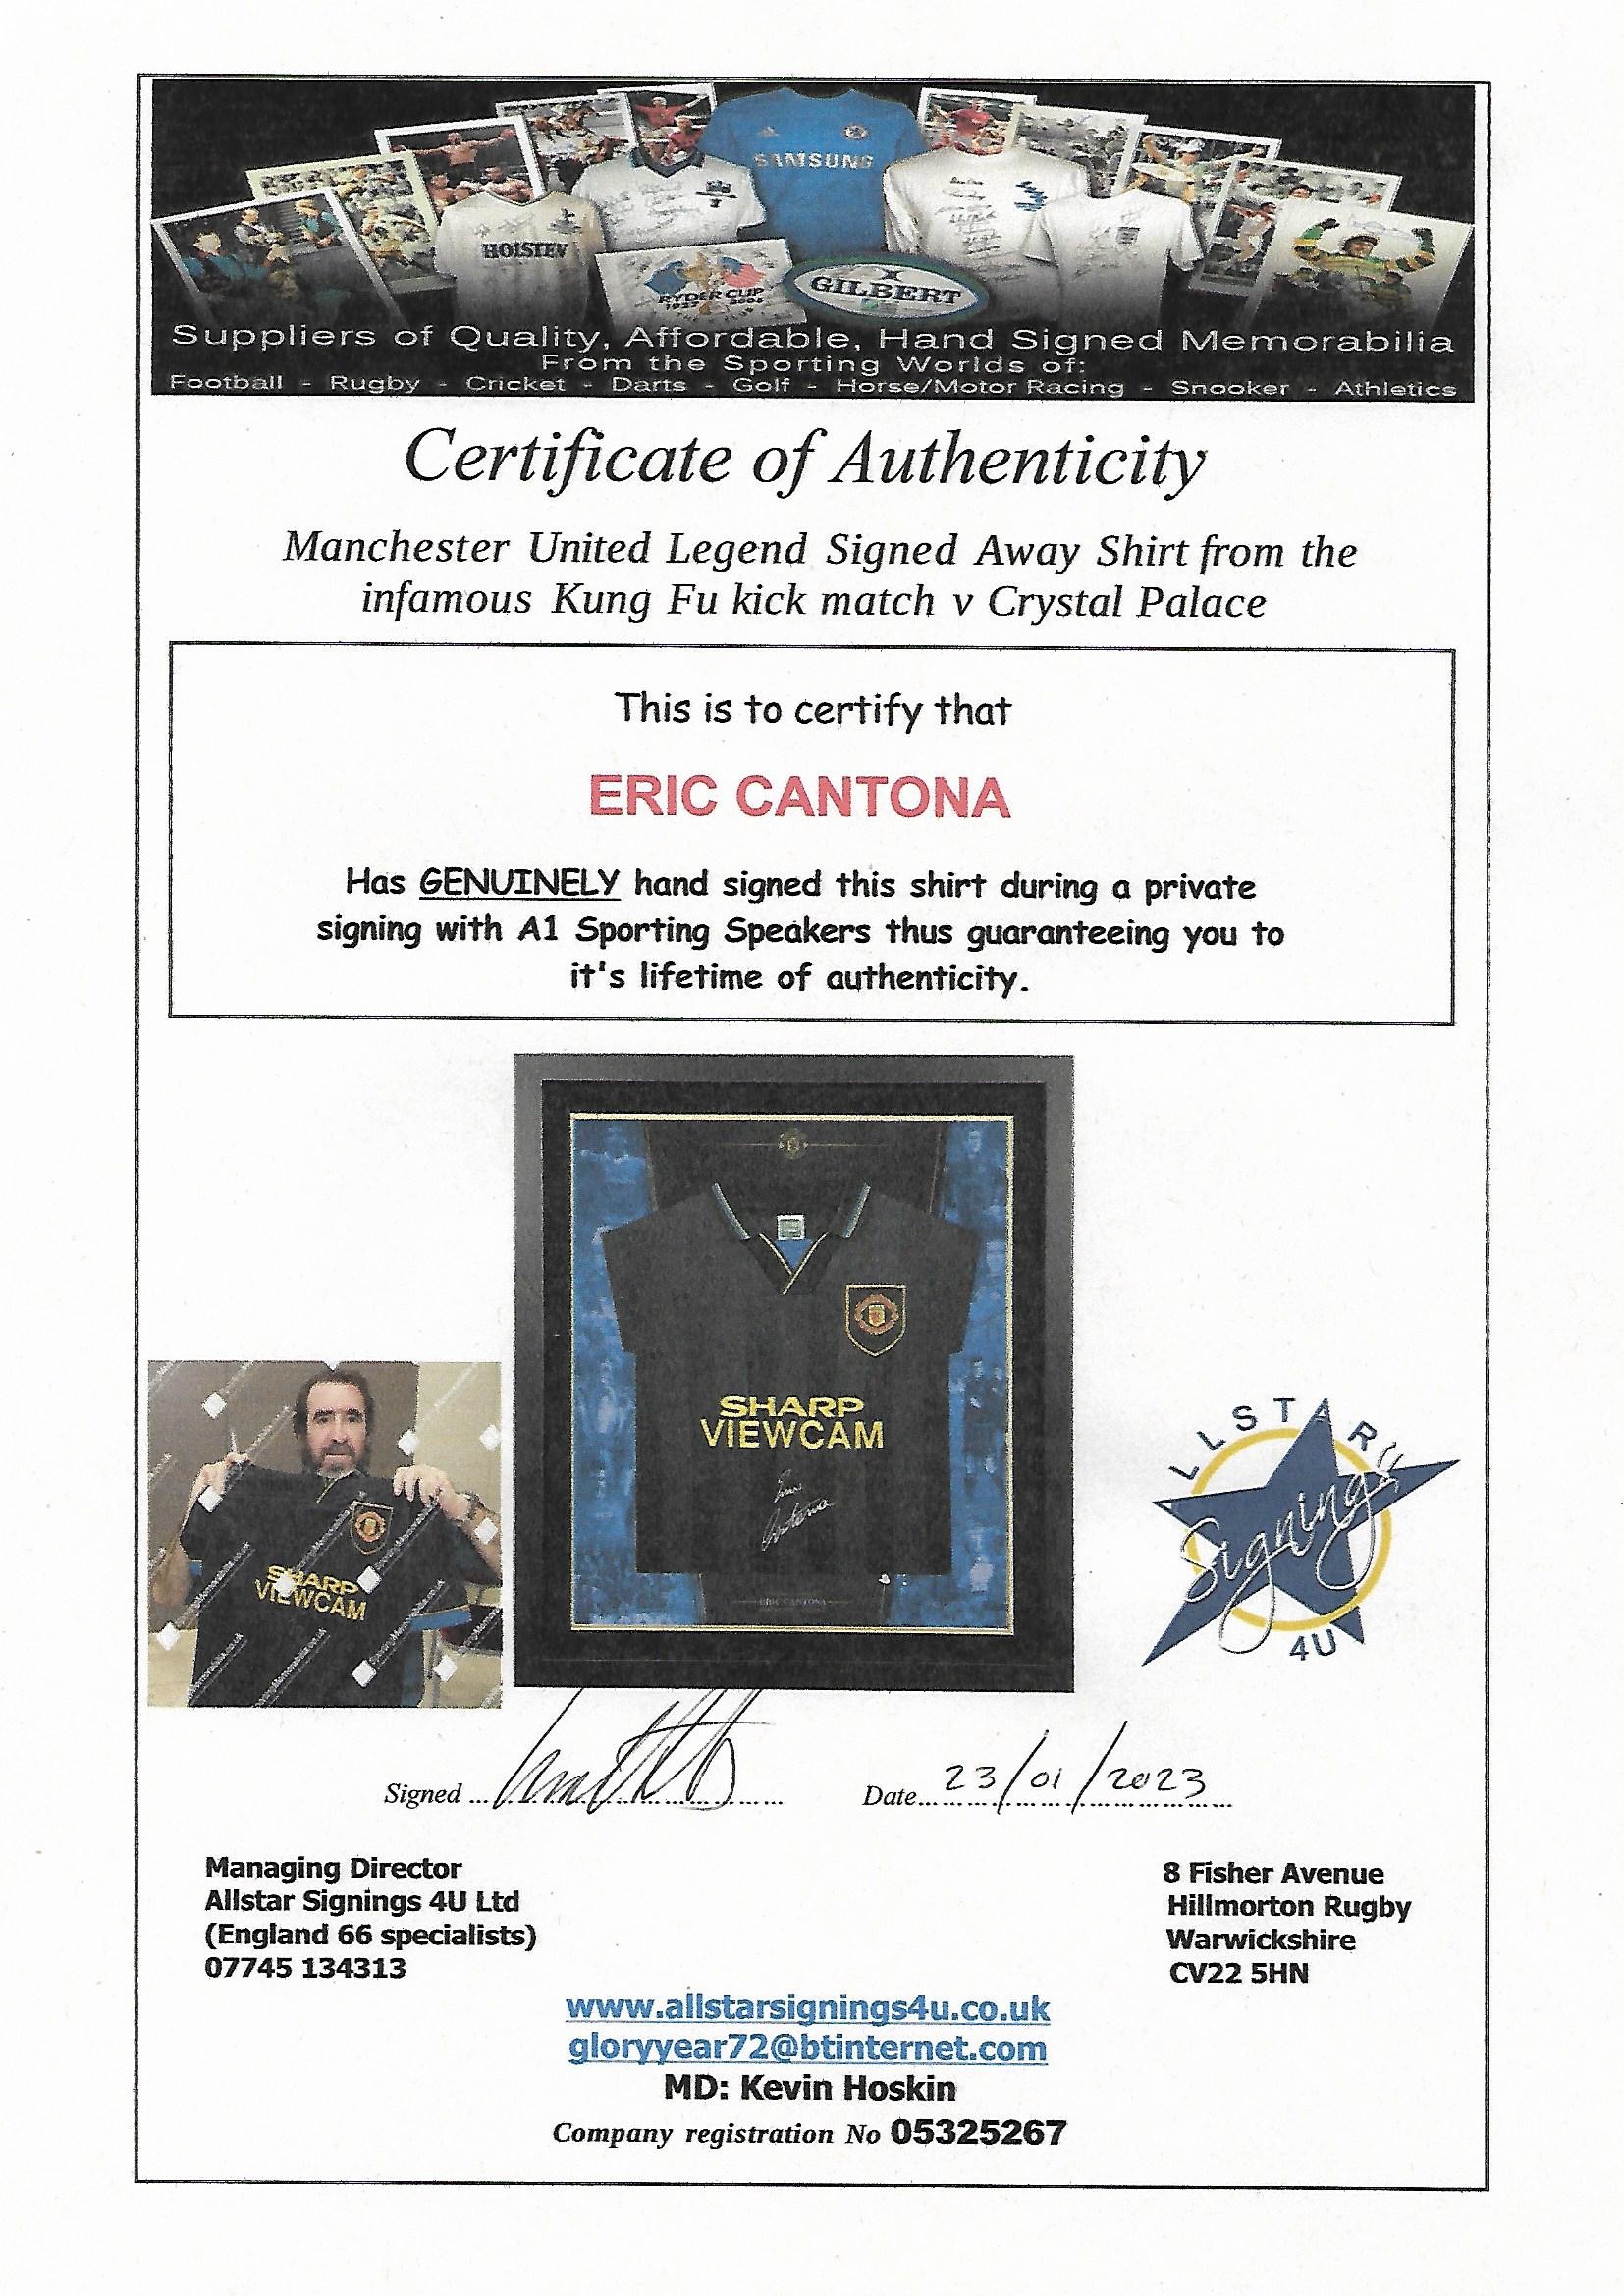 SAMSUNG
HOLSTEN
RYDER CUP
GILBERT
Suppliers of Quality, Affordable, Hand Signed Memorabilia
From the Sporting Worlds of:
Football - Rugby - Cricket - Darts - Golf - Horse/Motor Racing - Snooker - Athletics
Certificate of Authenticity
Manchester United Legend Signed Away Shirt from the
infamous Kung Fu kick match v Crystal Palace
This is to certify that
ERIC CANTONA
Has GENUINELY hand signed this shirt during a private
signing with A1 Sporting Speakers thus guaranteeing you to
it's lifetime of authenticity.
SHARP
VIEWCAM
Eric
Cantona
ERIC CANTONA
SHARP
VIEWCAM
LLSTAR
Signings
4U
Signed
Date 23/01/2023
Managing Director
Allstar Signings 4U Ltd
(England 66 specialists)
07745 134313
8 Fisher Avenue
Hillmorton Rugby
Warwickshire
CV22 5HN
www.allstarsignings4u.co.uk
gloryyear72@btinternet.com
MD: Kevin Hoskin
Company registration No 05325267